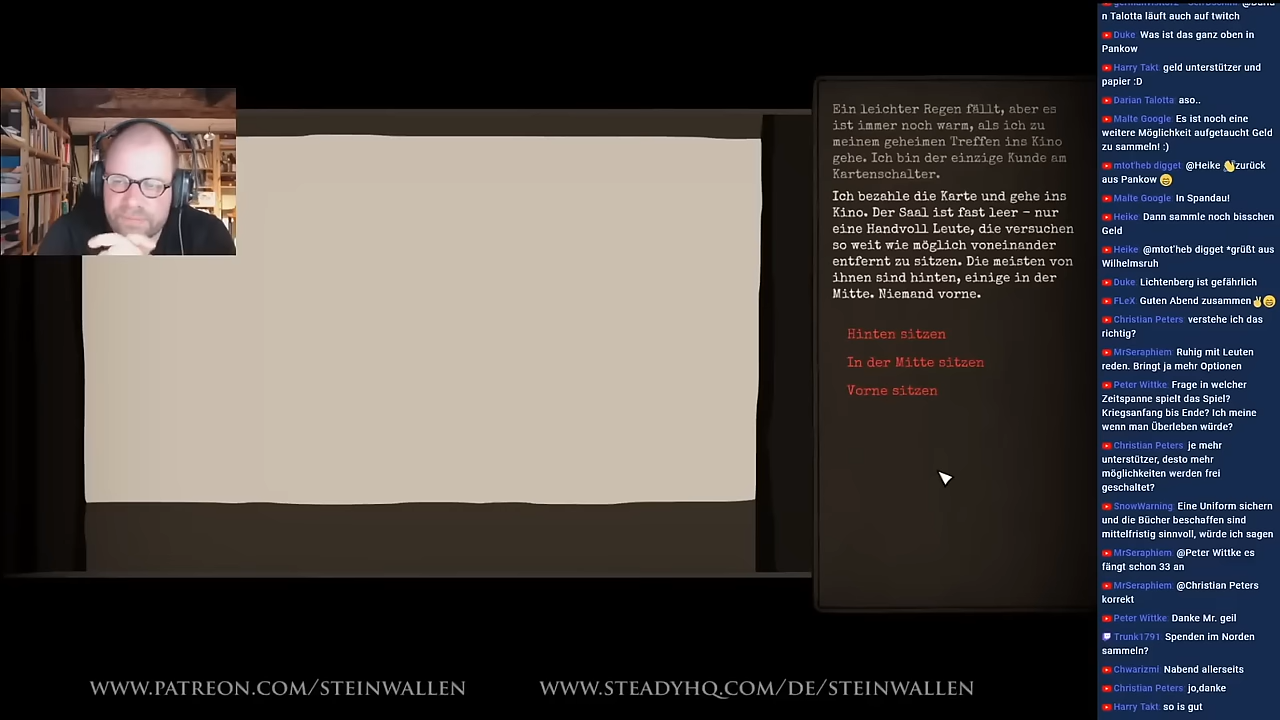 Ein leichter Regen fällt, aber es
ist immer noch warm, als ich zu
meinem geheimen Treffen ins Kino
gehe. Ich bin der einzige Kunde am
Kartenschalter.
Ich bezahle die Karte und gehe ins
Kino. Der Saal ist fast leer – nur
eine Handvoll Leute, die versuchen
so weit wie möglich voneinander
entfernt zu sitzen. Die meisten von
ihnen sind hinten, einige in der
Mitte. Niemand vorne.
Hinten sitzen
In der Mitte sitzen
Vorne sitzen
WWW.PATREON.COM/STEINWALLEN
WWW.STEADYHQ.COM/DE/STEINWALLEN
n Talotta läuft auch auf twitch
Duke Was ist das ganz oben in
Pankow
Harry Takt geld unterstützer und
papier :D
Darian Talotta aso..
Malte Google Es ist noch eine
weitere Möglichkeit aufgetaucht Geld
zu sammeln! :)
mtot'heb digget @Heike 👋zurück
aus Pankow 😄
Malte Google In Spandau!
Heike Dann sammle noch bisschen
Geld
Heike @mtot'heb digget *grüßt aus
Wilhelmsruh
Duke Lichtenberg ist gefährlich
FLeX Guten Abend zusammen✌😄
Christian Peters verstehe ich das
richtig?
MrSeraphiem Ruhig mit Leuten
reden. Bringt ja mehr Optionen
Peter Wittke Frage in welcher
Zeitspanne spielt das Spiel?
Kriegsanfang bis Ende? Ich meine
wenn man Überleben würde?
Christian Peters je mehr
unterstützer, desto mehr
möglichkeiten werden frei
geschaltet?
SnowWarning Eine Uniform sichern
und die Bücher beschaffen sind
mittelfristig sinnvoll, würde ich sagen
MrSeraphiem @Peter Wittke es
fängt schon 33 an
MrSeraphiem @Christian Peters
korrekt
Peter Wittke Danke Mr. geil
Trunk1791 Spenden im Norden
sammeln?
Chwarizmi Nabend allerseits
Christian Peters jo,danke
Harry Takt so is gut